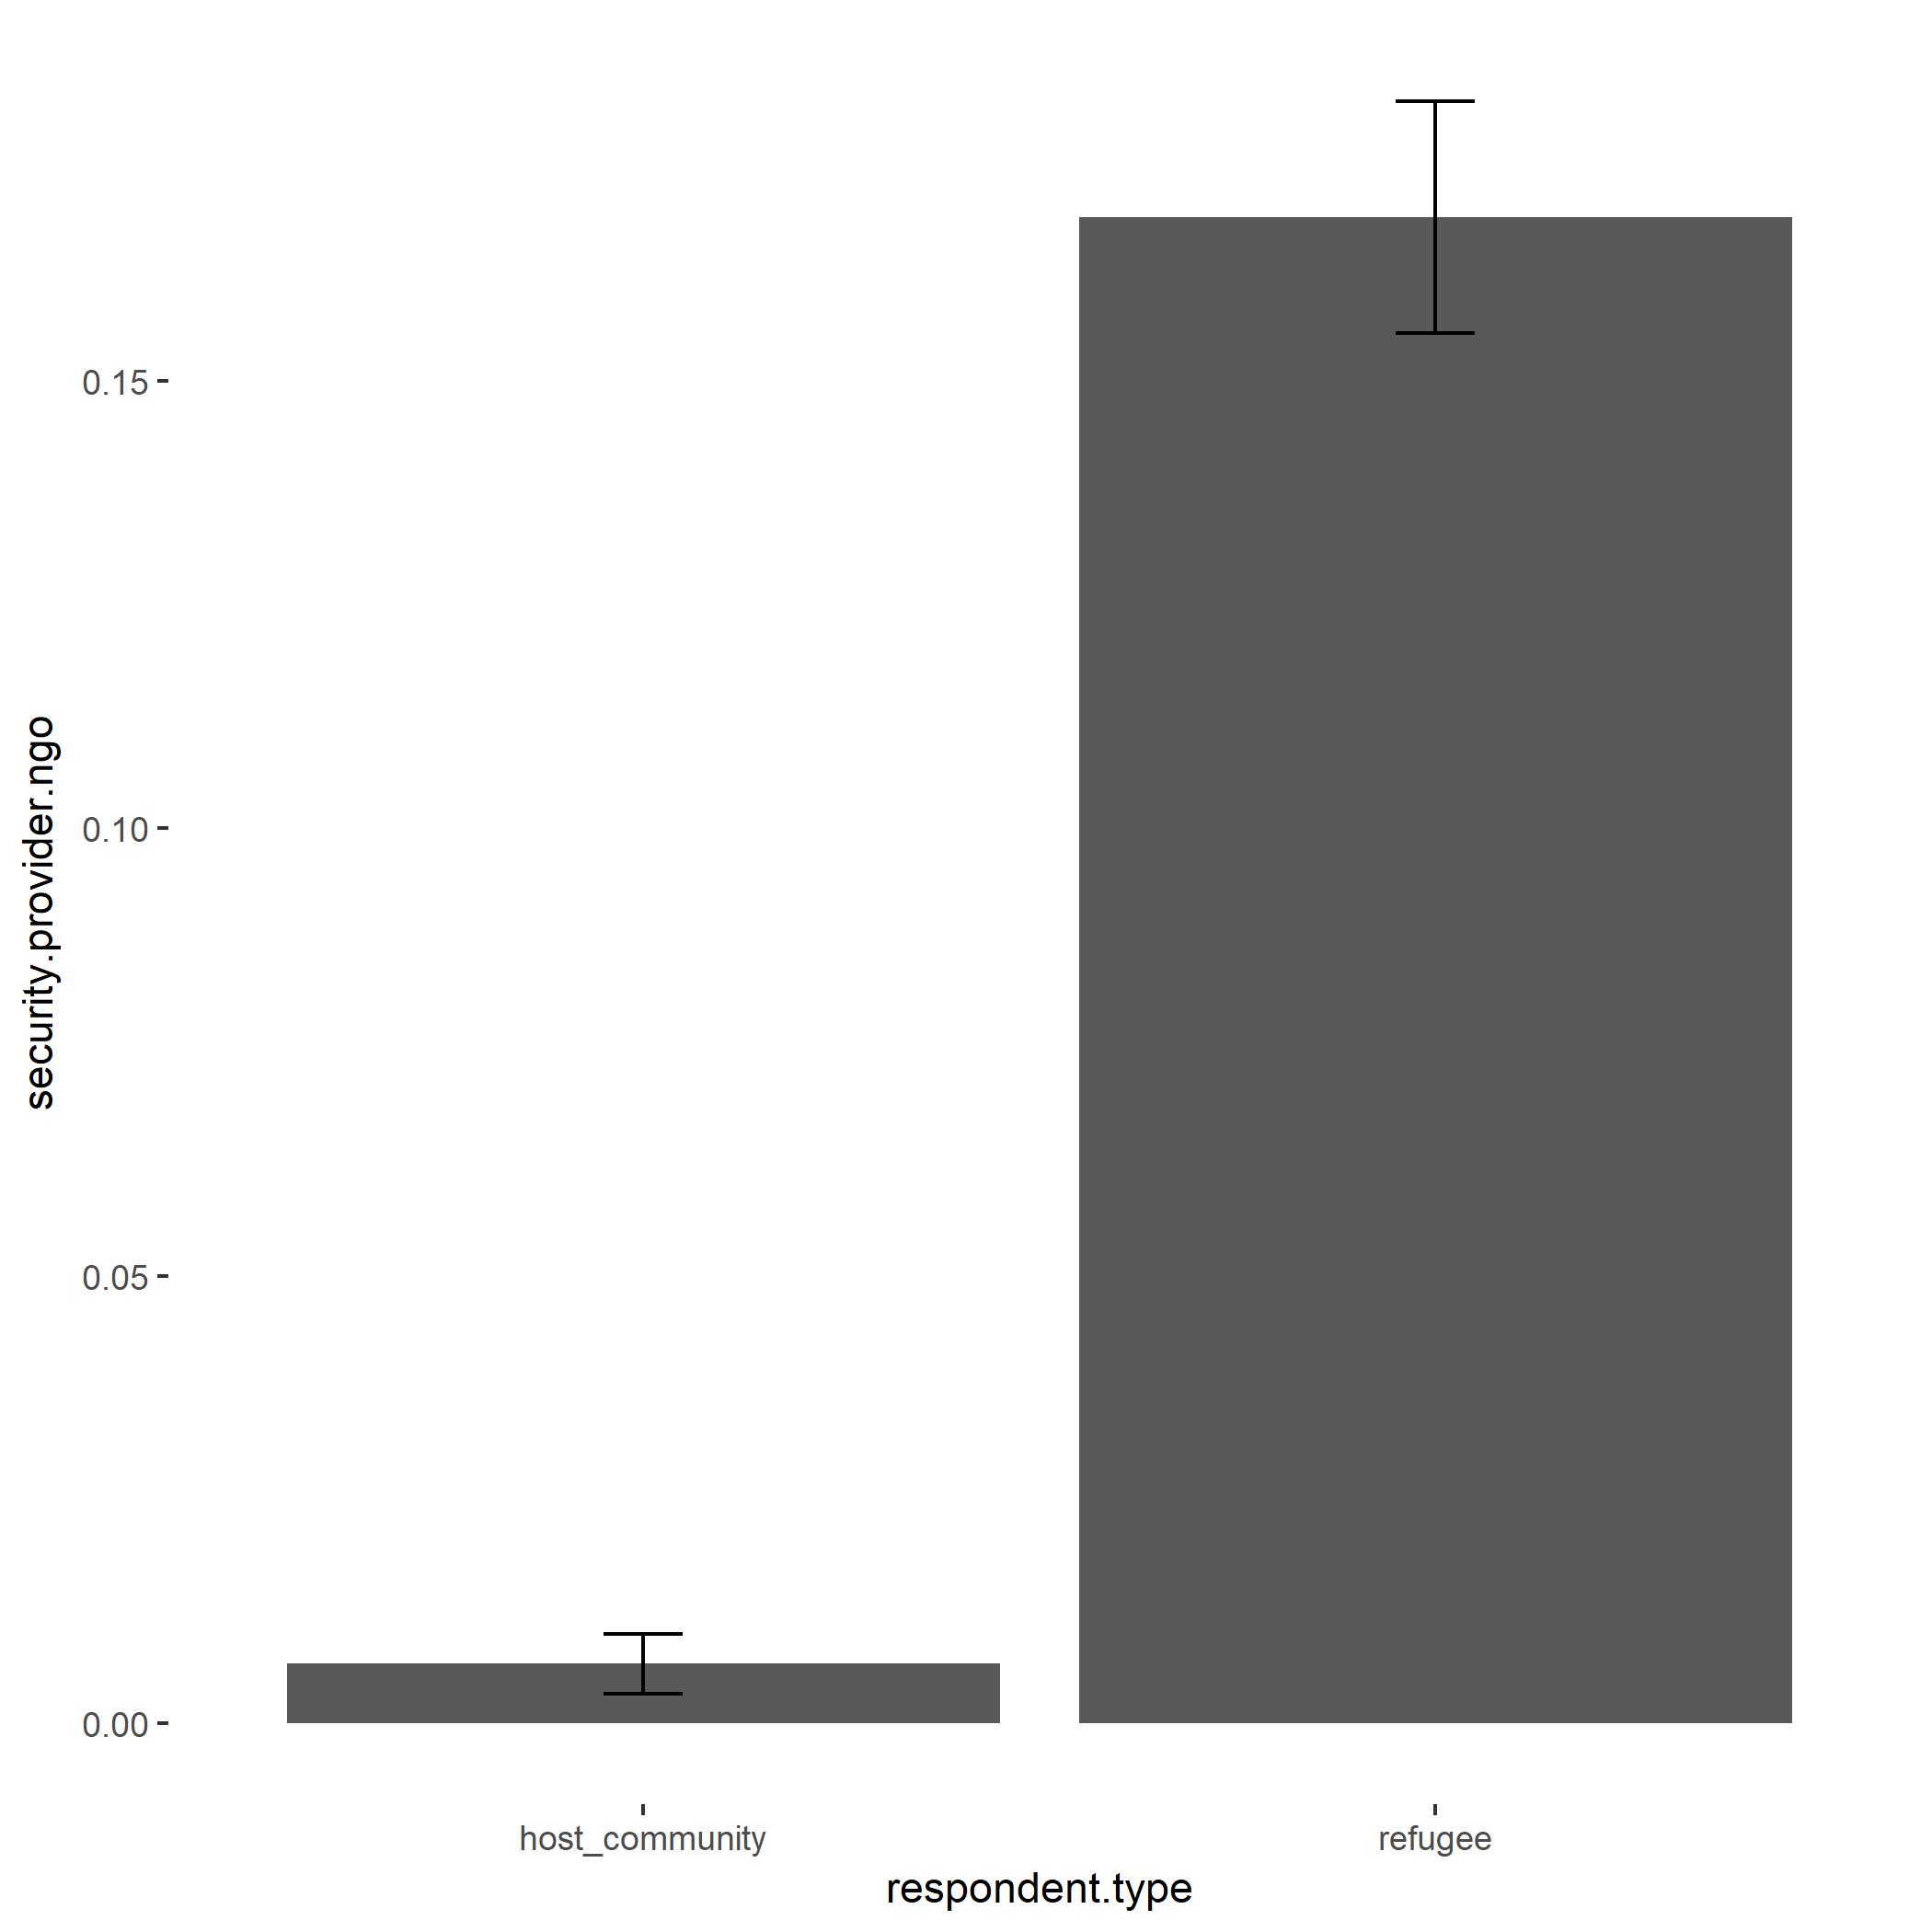 security.provider.ngo
0.15
0.10
0.05
0.00
host_community
refugee
respondent.type